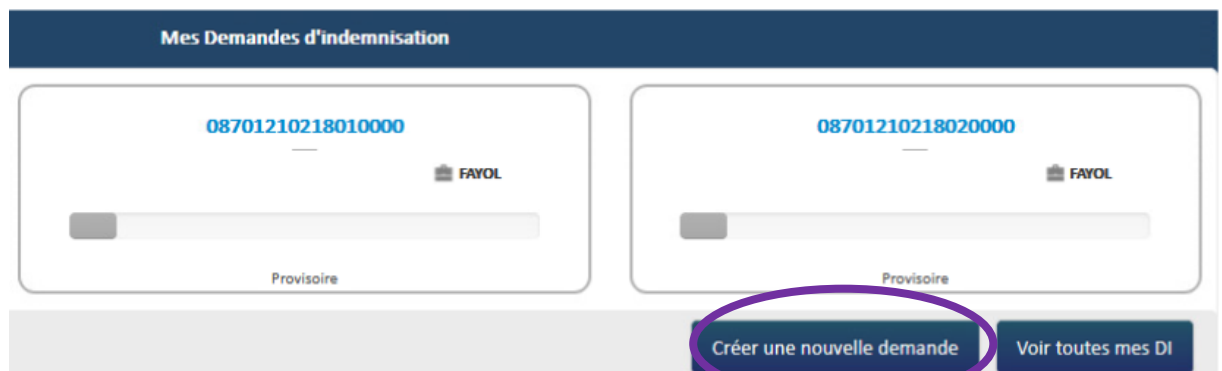 Mes Demandes d'indemnisation
08701210218010000
FAYOL
Provisoire
08701210218020000
FAYOL
Provisoire
Créer une nouvelle demande
Voir toutes mes DI